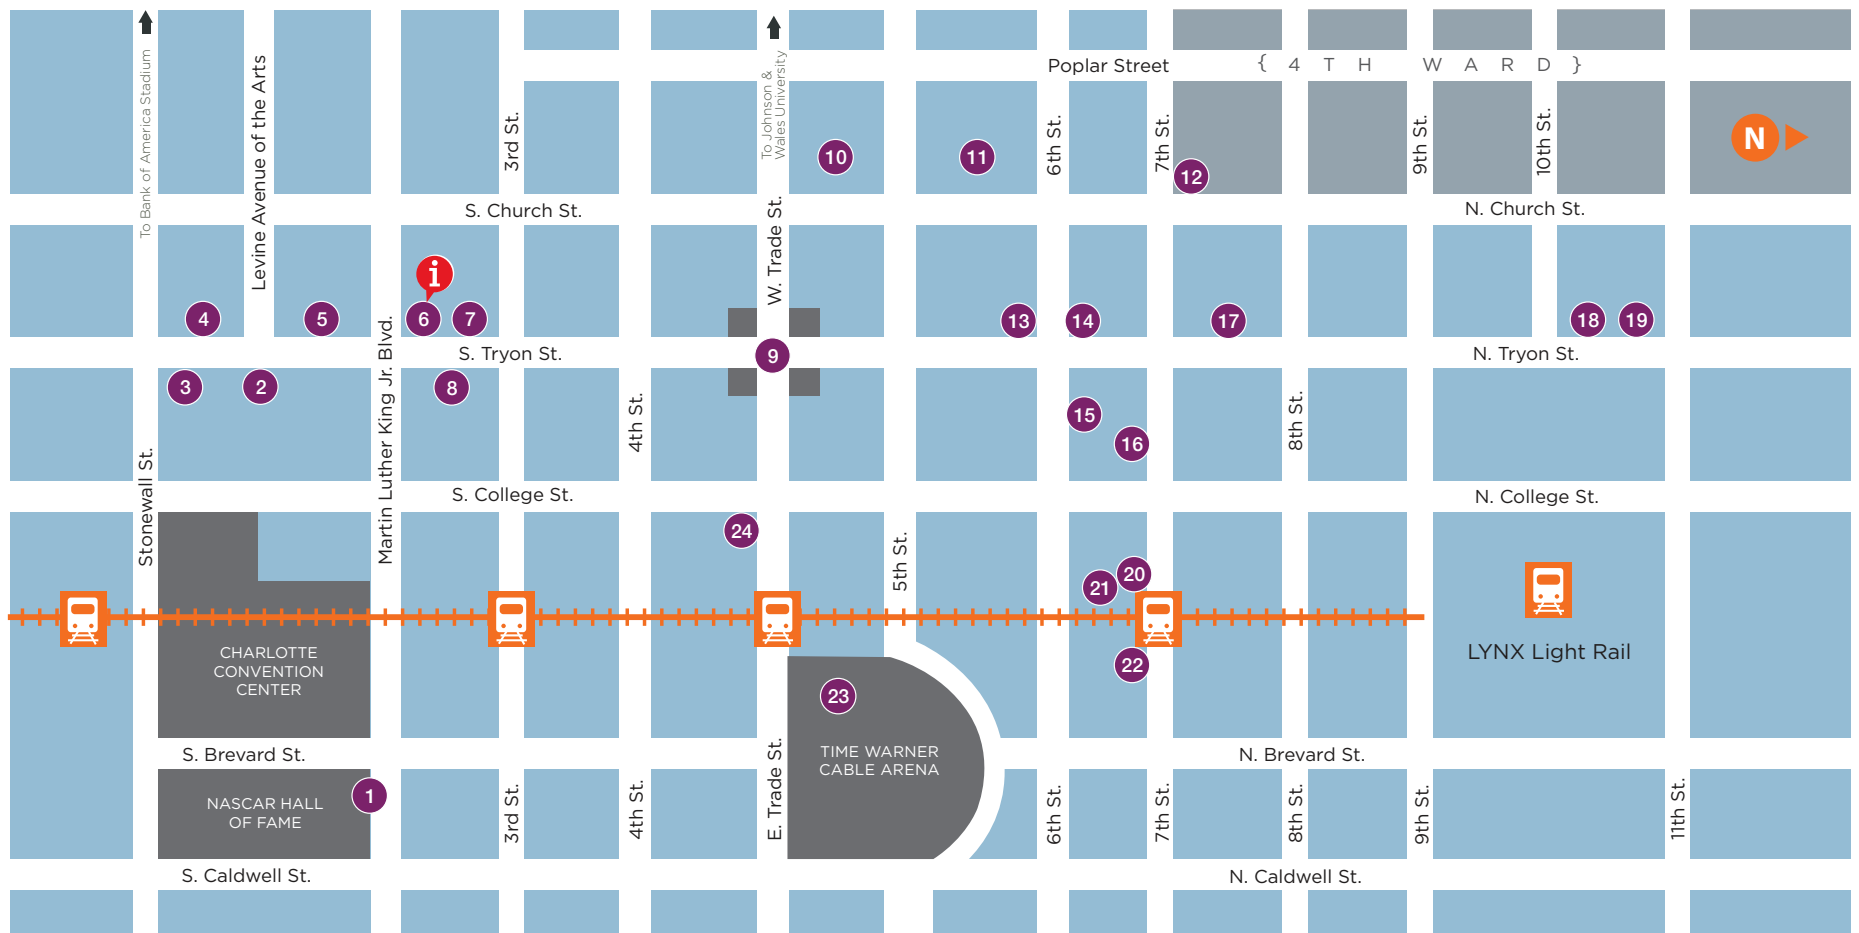 To Bank of America Stadium
Levine Avenue of the Arts
3rd St.
To Johnson &
Wales University
Poplar Street
{ 4 T H W A R D }
6th St.
7th St.
9th St.
10th St.
N
10
11
12
S. Church St.
W. Trade St.
N. Church St.
i
4
5
6
7
13
14
17
18
19
Martin Luther King Jr. Blvd.
S. Tryon St.
9
N. Tryon St.
3
2
8
4th St.
15
16
8th St.
Stonewall St.
S. College St.
N. College St.
24
5th St.
21
20
22
CHARLOTTE
CONVENTION
CENTER
LYNX Light Rail
23
TIME WARNER
CABLE ARENA
S. Brevard St.
N. Brevard St.
E. Trade St.
1
NASCAR HALL
OF FAME
3rd St.
4th St.
6th St.
7th St.
8th St.
9th St.
11th St.
S. Caldwell St.
N. Caldwell St.